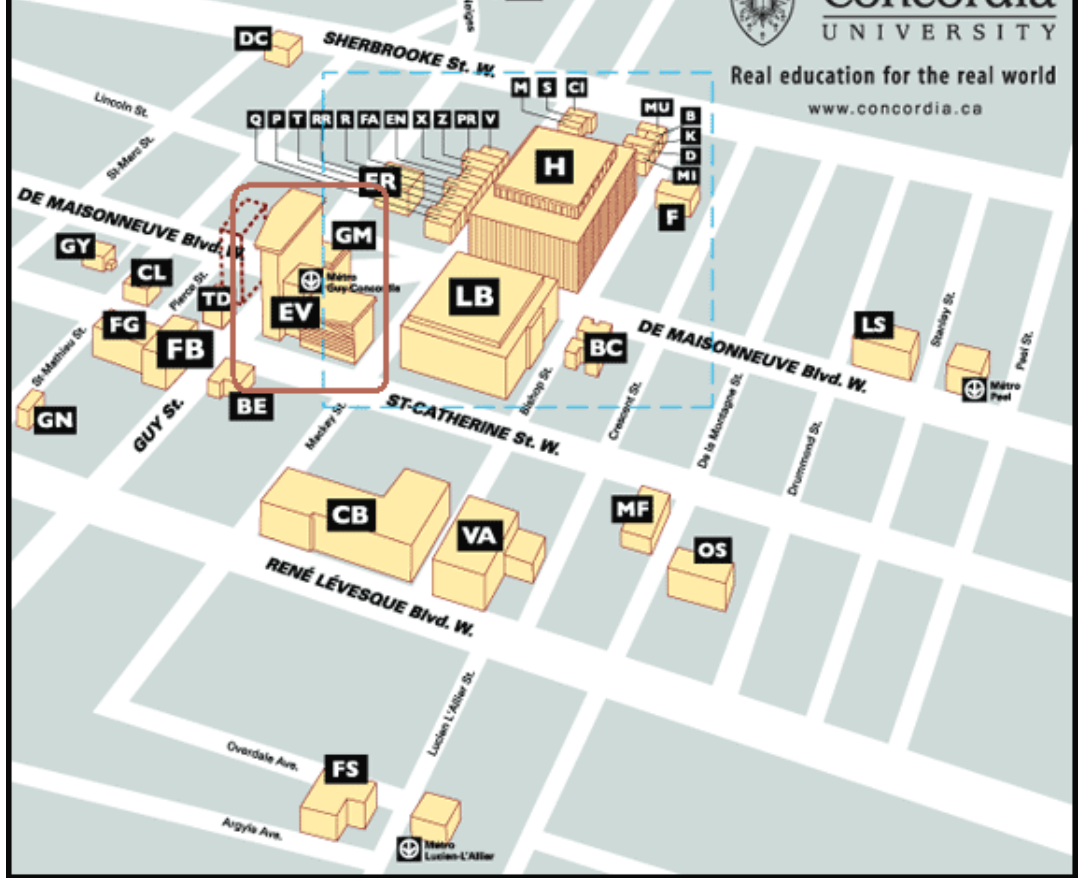 Concordia
UNIVERSITY
Real education for the real world
www.concordia.ca
DC
SHERBROOKE St. W.
Lincoln St.
St-Marc St.
M
S
CI
MU
B
K
D
MI
Q
P
T
RR
R
FA
EN
X
Z
PR
V
H
ER
F
DE MAISONNEUVE Blvd. W.
GY
CL
Pierce St.
TD
GM
Métro
Guy-Concordia
EV
LB
FG
FB
St-Mathieu St.
BE
GN
GUY St.
Mackey St.
BC
Bishop St.
DE MAISONNEUVE Blvd. W.
LS
Stanley St.
Peel St.
Métro
Peel
ST-CATHERINE St. W.
Crescent St.
De la Montagne St.
Drummond St.
CB
VA
MF
OS
RENÉ LÉVESQUE Blvd. W.
Lucien L'Allier St.
Overdale Ave.
FS
Argyle Ave.
Métro
Lucien-L'Allier